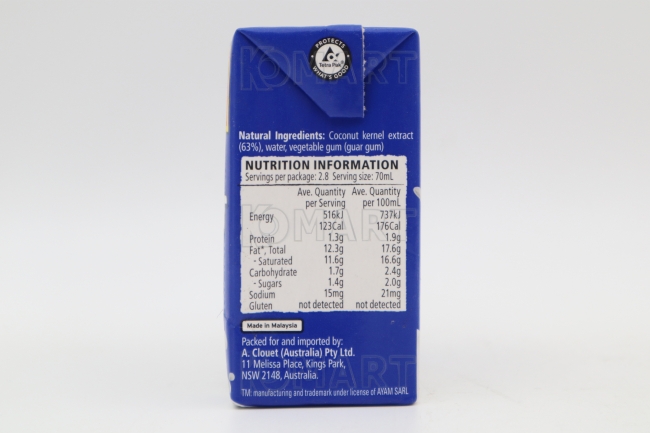 PROTECTS
Tetra Pak
WHAT'S GOOD
KOMART
Natural Ingredients: Coconut kernel extract
(63%), water, vegetable gum (guar gum)
NUTRITION INFORMATION
Servings per package: 2.8 Serving size: 70mL
Ave. Quantity Ave. Quantity
per Serving per 100mL
Energy 516kJ 737kJ
123Cal 176Cal
KOMART
Protein 1.3g 1.9g
Fat*, Total 12.3g 17.6g
- Saturated 11.6g 16.6g
Carbohydrate 1.7g 2.4g
- Sugars 1.4g 2.0g
Sodium 15mg 21mg
Gluten not detected not detected
Made in Malaysia
Packed for and imported by:
A. Clouet (Australia) Pty Ltd.
11 Melissa Place, Kings Park,
NSW 2148, Australia.
KOMART
TM: manufacturing and trademark under license of AYAM SARL